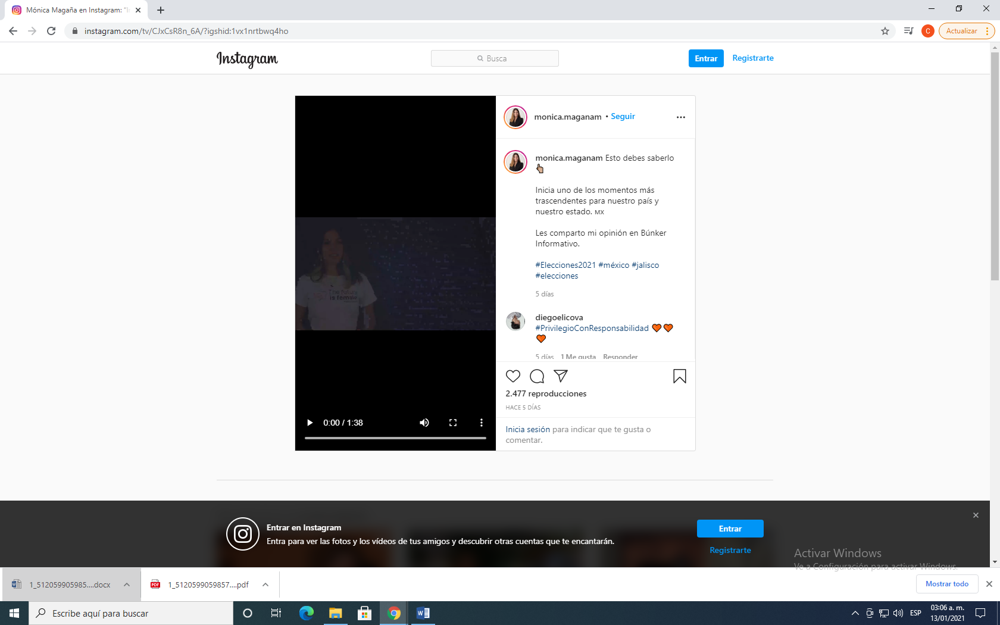 Mónica Magaña en Instagram: "I
instagram.com/tv/CJxCsR8n_6A/?igshid:1vx1nrtbwq4ho
C
Actualizar
Instagram
Busca
Entrar
Registrarte
monica.maganam • Seguir
monica.maganam Esto debes saberlo
Inicia uno de los momentos más
trascendentes para nuestro país y
nuestro estado. MX
Les comparto mi opinión en Búnker
Informativo.
#Elecciones2021 #méxico #jalisco
#elecciones
5 días
diegoelicova
#PrivilegioConResponsabilidad
5 días 1 Me gusta Responder
The future
is female
0:00 / 1:38
2.477 reproducciones
HACE 5 DÍAS
Inicia sesión para indicar que te gusta o
comentar.
Entrar en Instagram
Entra para ver las fotos y los vídeos de tus amigos y descubrir otras cuentas que te encantarán.
Entrar
Registrarte
Activar Windows
Ve a Configuración para activar Windows.
1_512059905985....docx
PDF
1_5120599059857....pdf
Mostrar todo
Escribe aquí para buscar
ESP
03:06 a. m.
13/01/2021